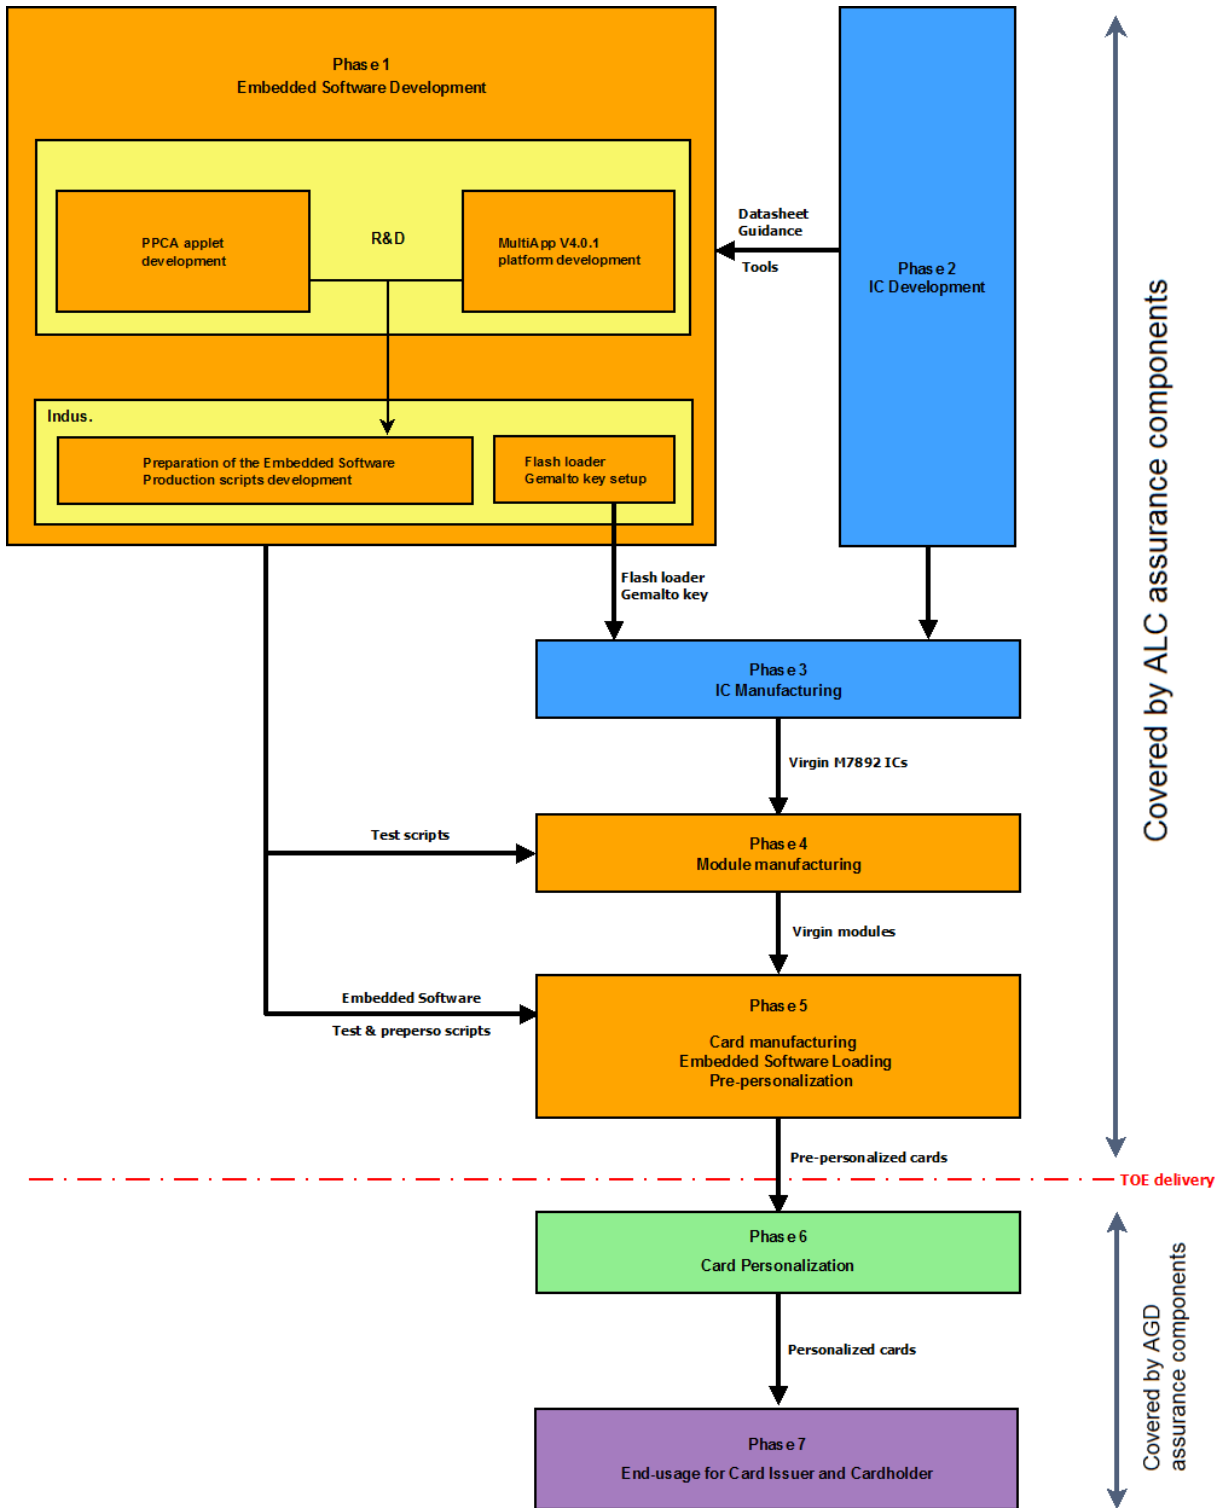 Phase 1
Embedded Software Development
PPCA applet
development
R&D
MultiApp V4.0.1
platform development
Indus.
Preparation of the Embedded Software
Production scripts development
Flash loader
Gemalto key setup
Datasheet
Guidance
Tools
Phase 2
IC Development
Flash loader
Gemalto key
Phase 3
IC Manufacturing
Virgin M7892 ICs
Test scripts
Phase 4
Module manufacturing
Virgin modules
Embedded Software
Test & preperso scripts
Phase 5
Card manufacturing
Embedded Software Loading
Pre-personalization
Pre-personalized cards
TOE delivery
Phase 6
Card Personalization
Personalized cards
Phase 7
End-usage for Card Issuer and Cardholder
Covered by ALC assurance components
Covered by AGD
assurance components